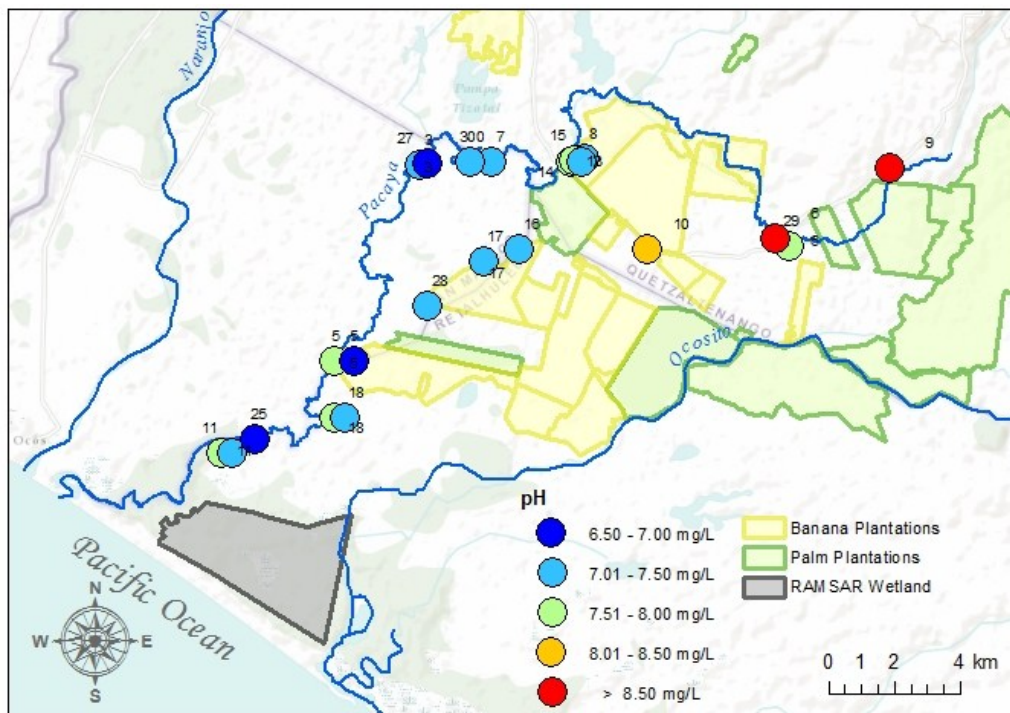 Naranjo
Pampa
Tizatal
27
3
300
7
15
8
14
13
9
Pacaya
16
17
17
10
29
6
28
QUETZALTENANGO
Ocosito
5
5
18
18
25
11
Ocós
Pacific Ocean
N
W E
S
pH
6.50 - 7.00 mg/L
7.01 - 7.50 mg/L
7.51 - 8.00 mg/L
8.01 - 8.50 mg/L
> 8.50 mg/L
Banana Plantations
Palm Plantations
RAMSAR Wetland
0 1 2 4 km